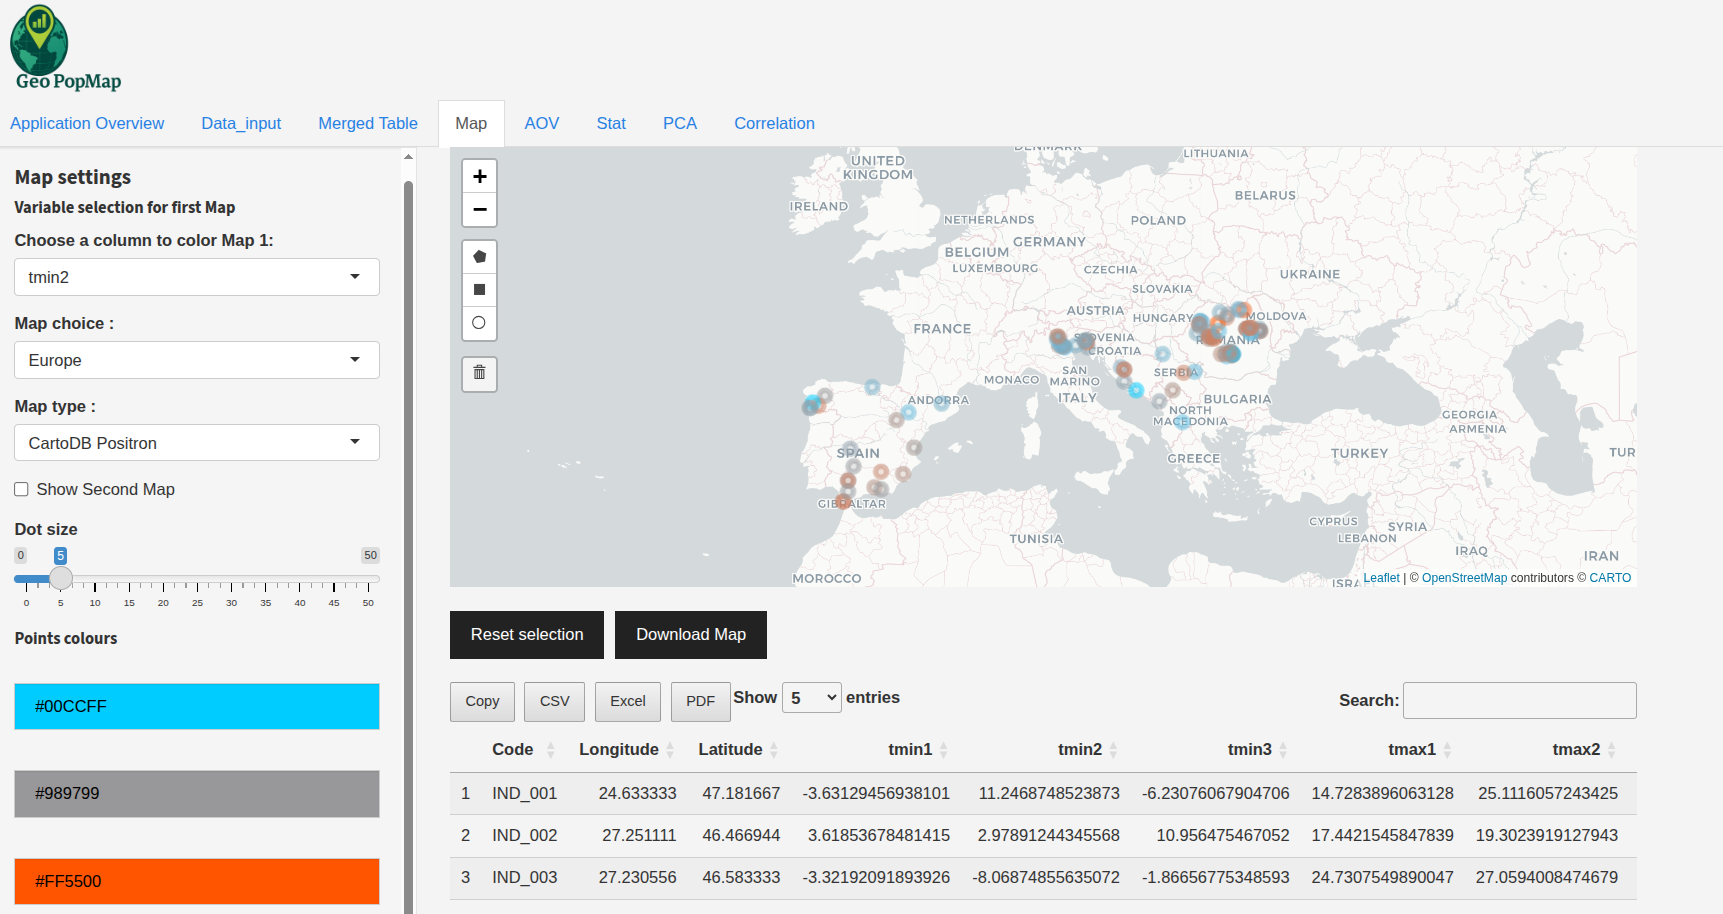 Geo PopMap
Application Overview Data_input Merged Table Map AOV Stat PCA Correlation
Map settings
Variable selection for first Map
Choose a column to color Map 1:
tmin2
Map choice :
Europe
Map type :
CartoDB Positron
Show Second Map
Dot size
0 5 50
0 5 10 15 20 25 30 35 40 45 50
Points colours
#00CCFF
#989799
#FF5500
+
−
DENMARK
LITHUANIA
UNITED
KINGDOM
BELARUS
IRELAND
NETHERLANDS
POLAND
GERMANY
BELGIUM
LUXEMBOURG
CZECHIA
UKRAINE
SLOVAKIA
AUSTRIA
HUNGARY
MOLDOVA
FRANCE
SLOVENIA
ROMANIA
CROATIA
SAN
MARINO
SERBIA
MONACO
ITALY
ANDORRA
BULGARIA
NORTH
MACEDONIA
GEORGIA
ARMENIA
SPAIN
GREECE
TURKEY
TUR
GIBRALTAR
CYPRUS
SYRIA
LEBANON
TUNISIA
IRAQ
IRAN
MOROCCO
ISRA
Leaflet | © OpenStreetMap contributors © CARTO
Reset selection Download Map
Copy CSV Excel PDF Show 5 entries Search:
Code Longitude Latitude tmin1 tmin2 tmin3 tmax1 tmax2
1 IND_001 24.633333 47.181667 -3.63129456938101 11.2468748523873 -6.23076067904706 14.7283896063128 25.1116057243425
2 IND_002 27.251111 46.466944 3.61853678481415 2.97891244345568 10.956475467052 17.4421545847839 19.3023919127943
3 IND_003 27.230556 46.583333 -3.32192091893926 -8.06874855635072 -1.86656775348593 24.7307549890047 27.0594008474679